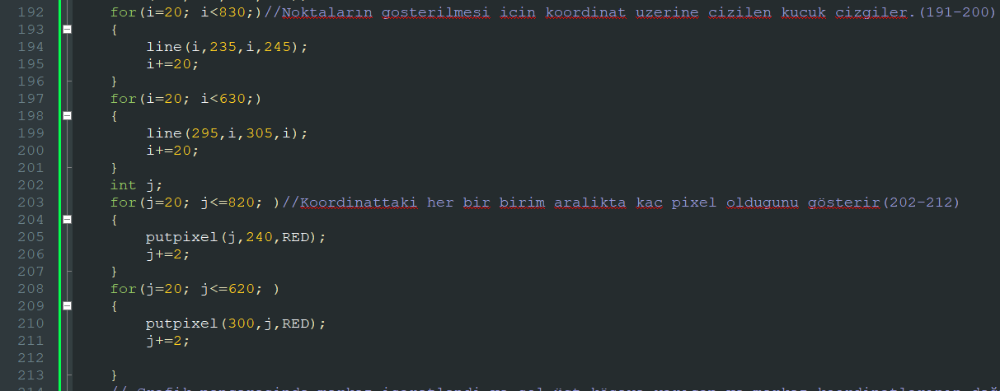 192 for(i=20; i<830;)//Noktaların gosterilmesi icin koordinat uzerine cizilen kucuk cizgiler.(191-200)
193 {
194 line(i,235,i,245);
195 i+=20;
196 }
197 for(i=20; i<630;)
198 {
199 line(295,i,305,i);
200 i+=20;
201 }
202 int j;
203 for(j=20; j<=820; )//Koordinattaki her bir birim aralikta kac pixel oldugunu gösterir(202-212)
204 {
205 putpixel(j,240,RED);
206 j+=2;
207 }
208 for(j=20; j<=620; )
209 {
210 putpixel(300,j,RED);
211 j+=2;
212
213 }